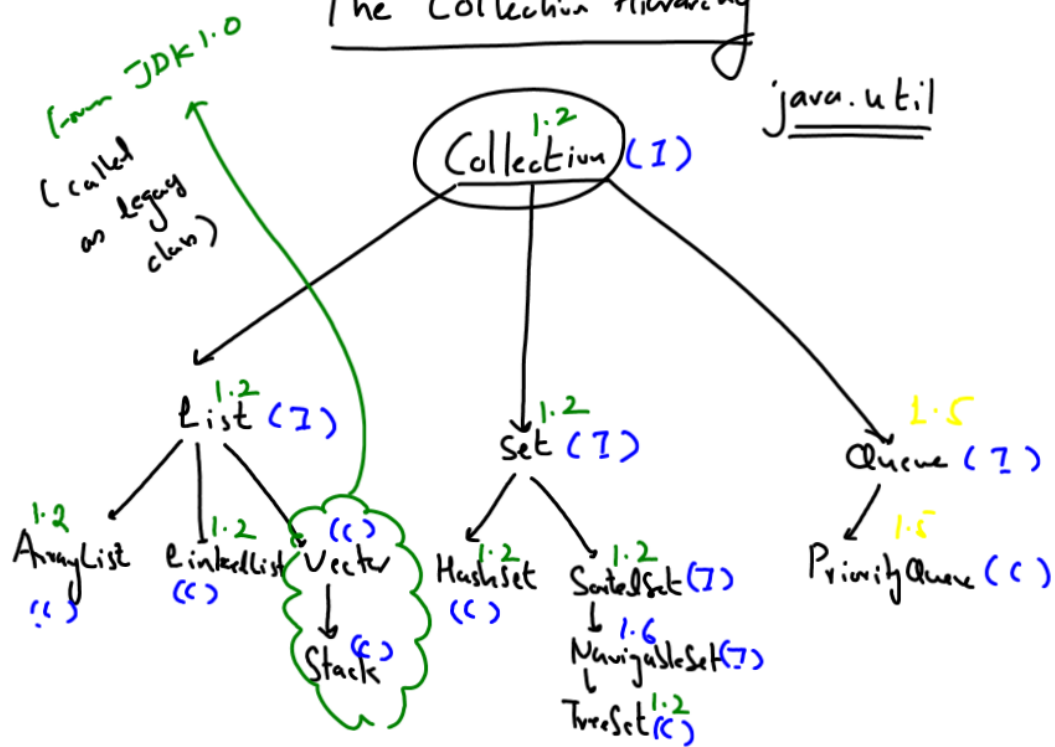 The Collection Hierarchy
java.util
from JDK 1.0
(called
as legacy
class)
1.2
Collection (I)
1.2
List (I)
1.2
Set (I)
1.5
Queue (I)
1.2
ArrayList
(C)
1.2
LinkedList
(C)
(C)
Vector
(C)
Stack
1.2
HashSet
(C)
1.2
SortedSet (I)
1.6
NavigableSet (I)
1.2
TreeSet (C)
1.5
PriorityQueue (C)